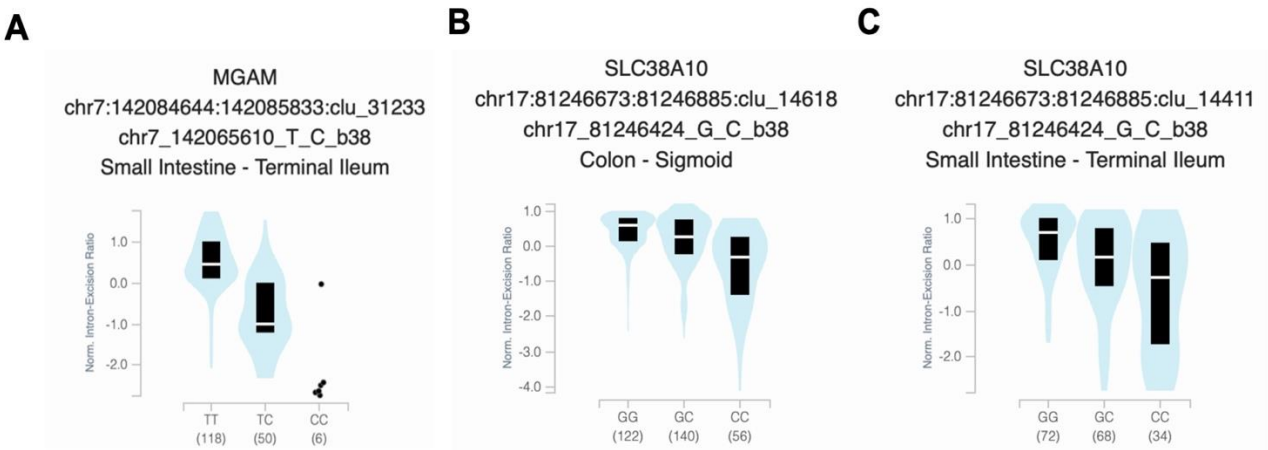 A
MGAM
chr7:142084644:142085833:clu_31233
chr7_142065610_T_C_b38
Small Intestine - Terminal Ileum
Norm. Intron-Excision Ratio
1.0
0.0
-1.0
-2.0
TT
TC
CC
(118)
(50)
(6)
B
SLC38A10
chr17:81246673:81246885:clu_14618
chr17_81246424_G_C_b38
Colon - Sigmoid
Norm. Intron-Excision Ratio
1.0
0.0
-1.0
-2.0
-3.0
-4.0
GG
GC
CC
(122)
(140)
(56)
C
SLC38A10
chr17:81246673:81246885:clu_14411
chr17_81246424_G_C_b38
Small Intestine - Terminal Ileum
Norm. Intron-Excision Ratio
1.0
0.0
-1.0
-2.0
GG
GC
CC
(72)
(68)
(34)